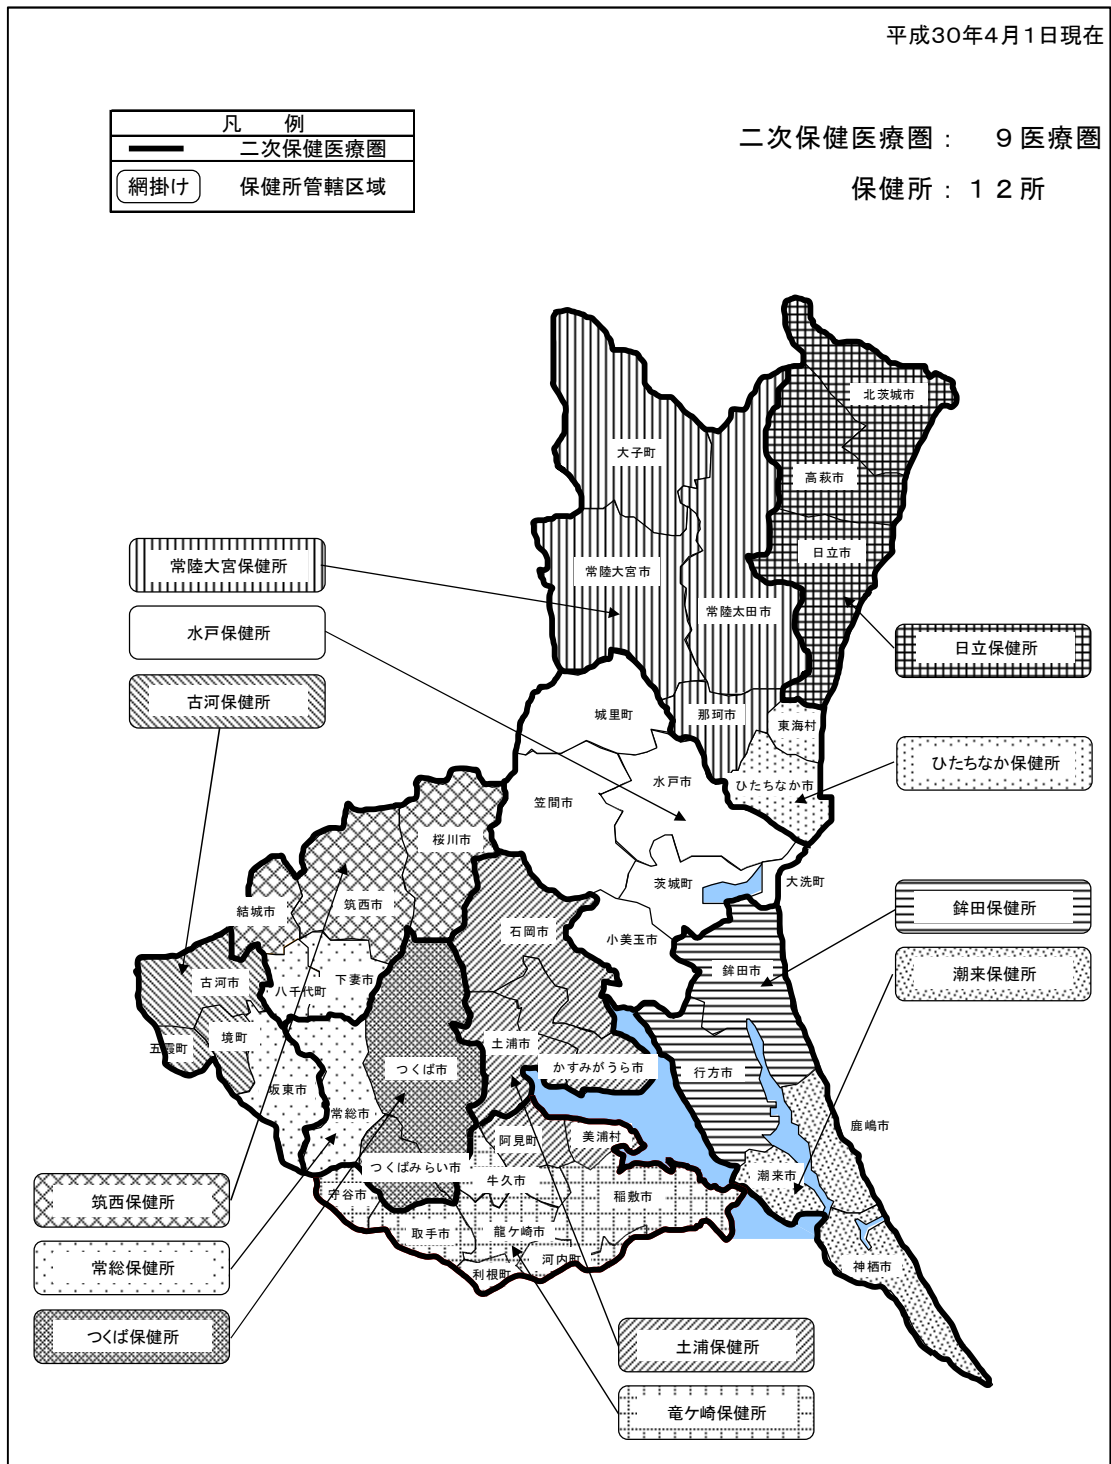 平成30年4月1日現在
凡　例
二次保健医療圏
網掛け　保健所管轄区域
二次保健医療圏：　9医療圏
保健所：12所
北茨城市
大子町
高萩市
日立市
常陸大宮保健所
常陸大宮市
水戸保健所
常陸太田市
日立保健所
古河保健所
城里町
那珂市
東海村
ひたちなか保健所
水戸市
ひたちなか市
笠間市
桜川市
茨城町
大洗町
筑西市
結城市
鉾田保健所
石岡市
小美玉市
鉾田市
潮来保健所
古河市
下妻市
八千代町
境町
五霞町
土浦市
かすみがうら市
つくば市
行方市
坂東市
常総市
鹿嶋市
阿見町
美浦村
つくばみらい市
潮来市
牛久市
守谷市
稲敷市
筑西保健所
取手市
龍ケ崎市
河内町
利根町
神栖市
常総保健所
つくば保健所
土浦保健所
竜ケ崎保健所